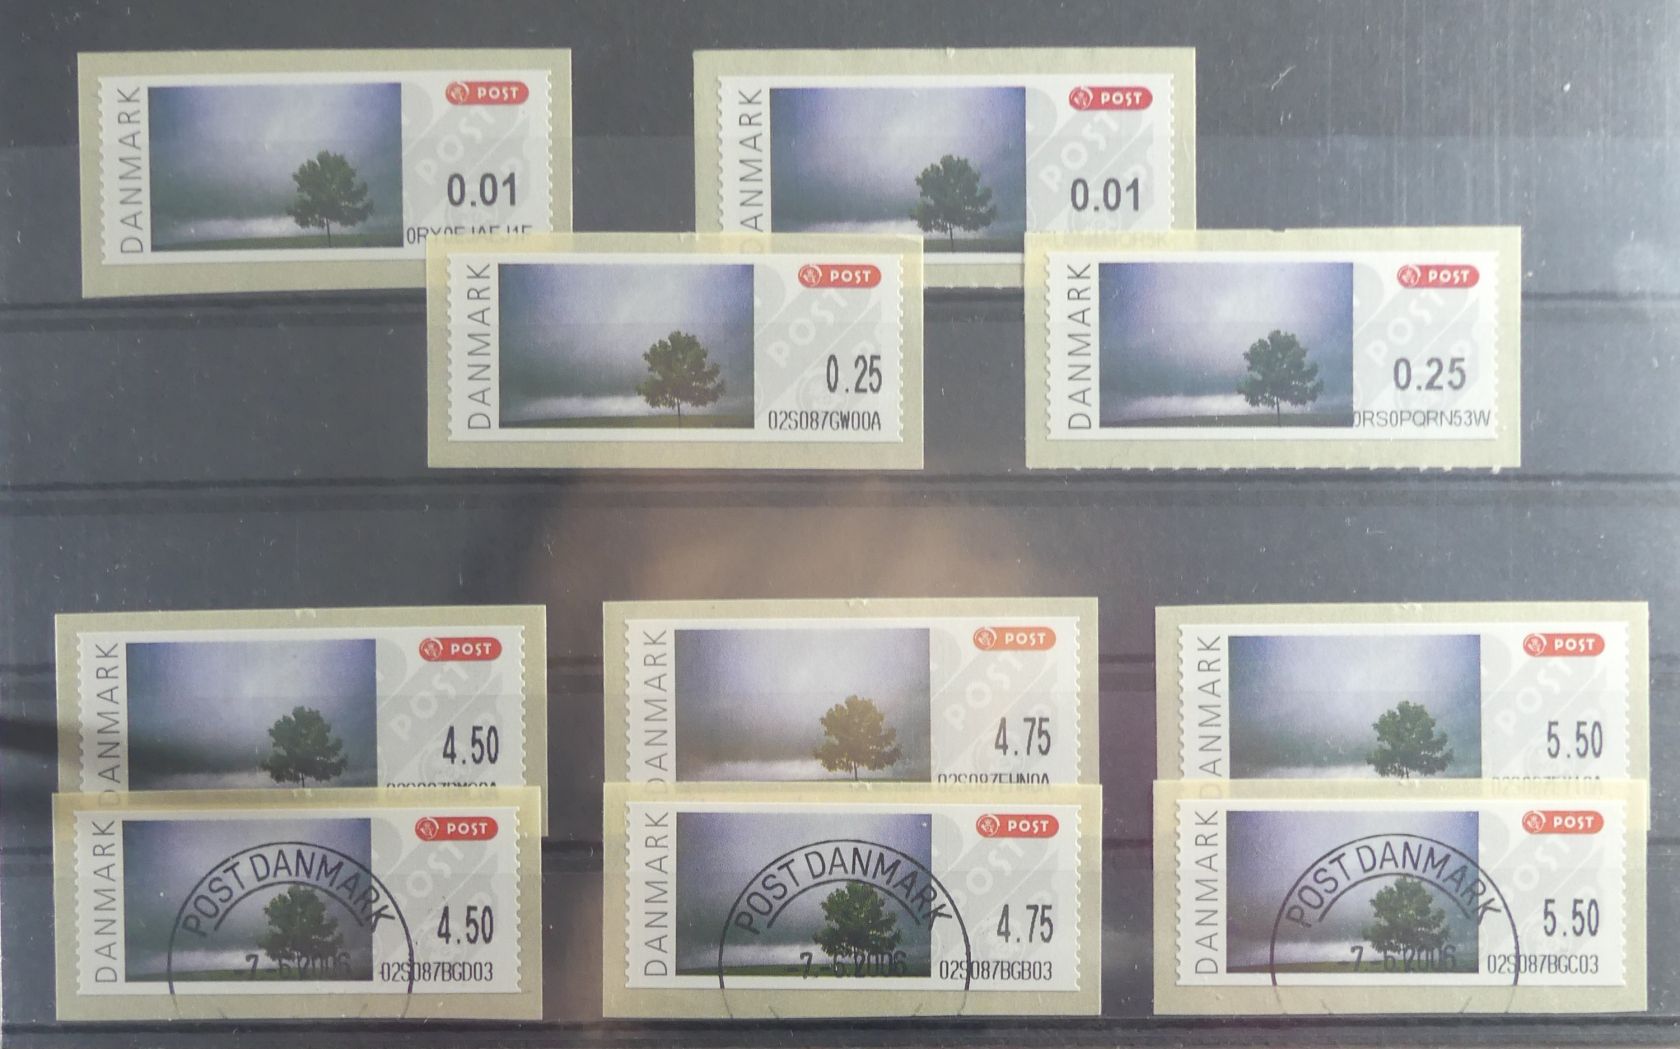 DANMARK
POST
0.01
DANMARK
POST
0.01
DANMARK
POST
0.25
02S087GW00A
DANMARK
POST
0.25
0RS0PQRN53W
DANMARK
POST
4.50
DANMARK
POST
4.75
DANMARK
POST
5.50
DANMARK
POST
4.50
02S087BGD03
POST DANMARK
-7.-6.2006
DANMARK
POST
4.75
02S087BGB03
POST DANMARK
-7.-6.2006
DANMARK
POST
5.50
02S087BGC03
POST DANMARK
-7.-6.2006